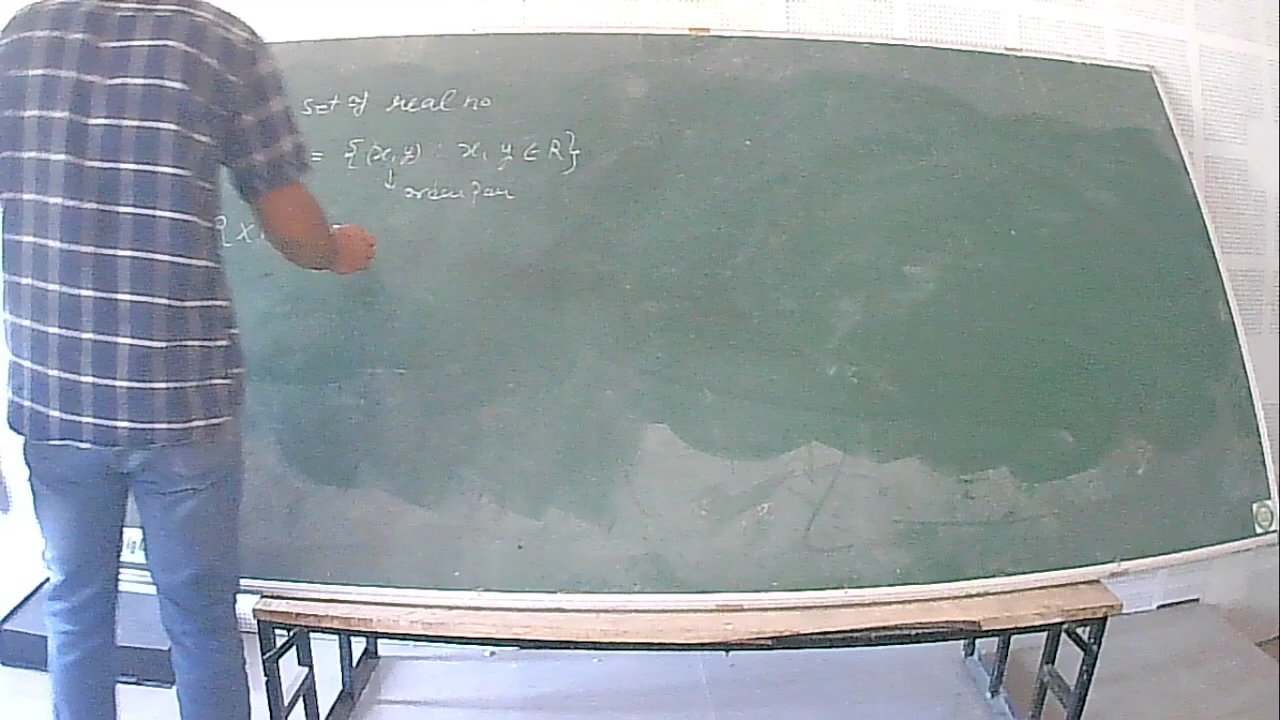 set of real no
= {(x, y) : x, y ∈ R}
↓ order pair
{x